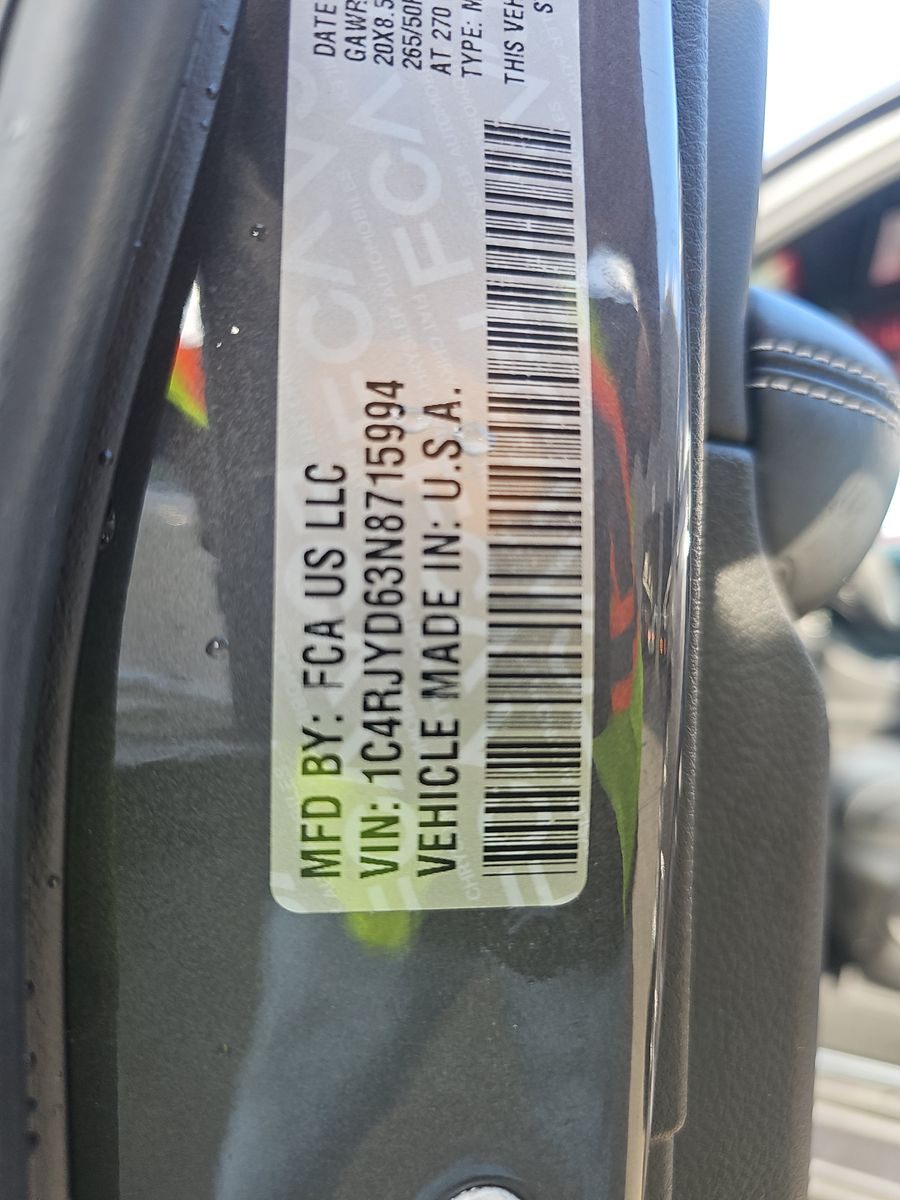 MFD BY: FCA US LLC
VIN: 1C4RJYD63N8715994
VEHICLE MADE IN: U.S.A.
DATE
GAWR
20X8.5
265/50R
AT 270
TYPE: M
THIS VEH
S
FCA